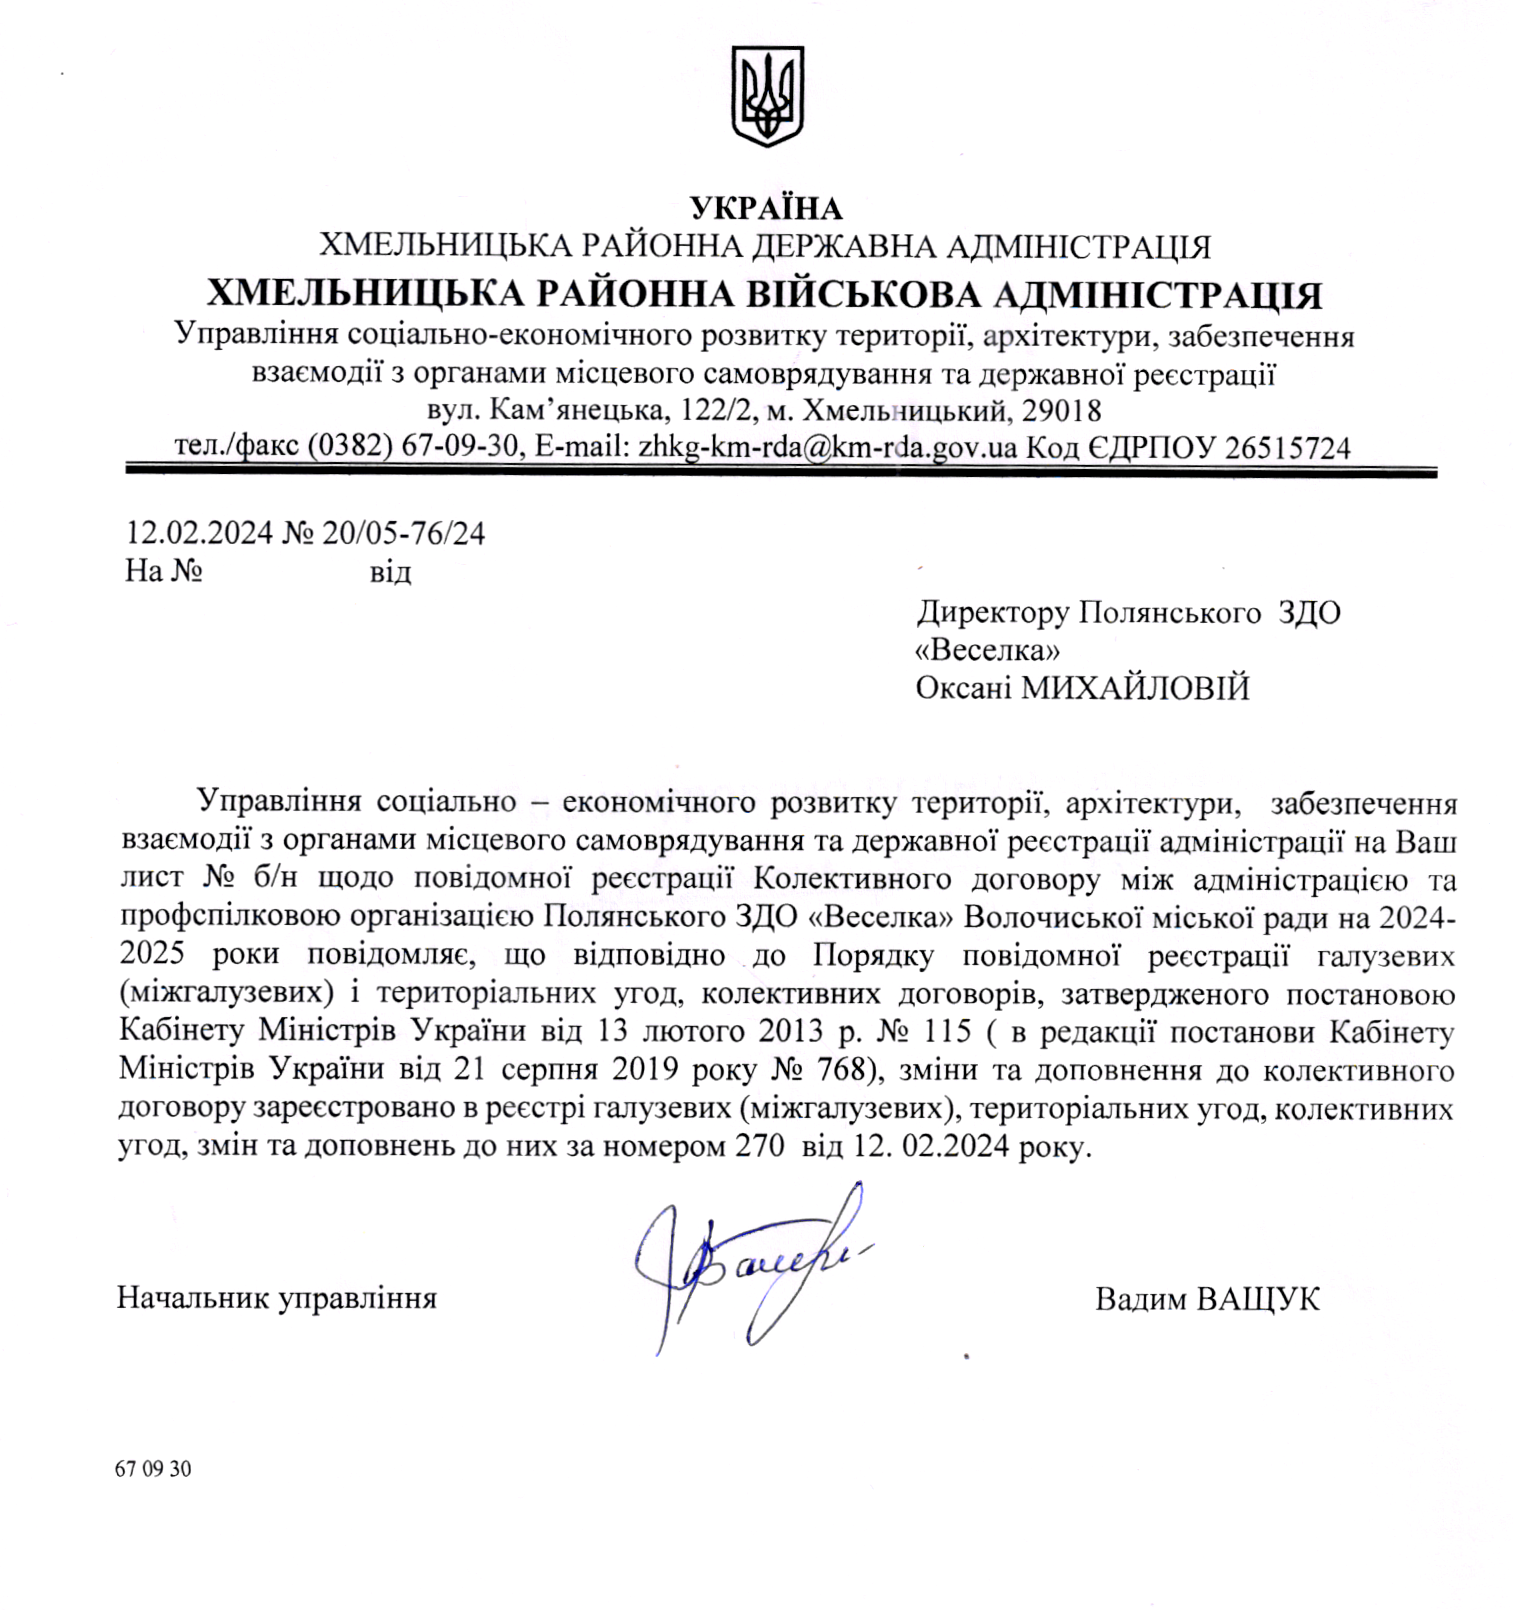 УКРАЇНА
ХМЕЛЬНИЦЬКА РАЙОННА ДЕРЖАВНА АДМІНІСТРАЦІЯ
ХМЕЛЬНИЦЬКА РАЙОННА ВІЙСЬКОВА АДМІНІСТРАЦІЯ
Управління соціально-економічного розвитку території, архітектури, забезпечення
взаємодії з органами місцевого самоврядування та державної реєстрації
вул. Кам’янецька, 122/2, м. Хмельницький, 29018
тел./факс (0382) 67-09-30, E-mail: zhkg-km-rda@km-rda.gov.ua Код ЄДРПОУ 26515724
12.02.2024 № 20/05-76/24
На № від
Директору Полянського ЗДО
«Веселка»
Оксані МИХАЙЛОВІЙ
Управління соціально – економічного розвитку території, архітектури, забезпечення
взаємодії з органами місцевого самоврядування та державної реєстрації адміністрації на Ваш
лист № б/н щодо повідомної реєстрації Колективного договору між адміністрацією та
профспілковою організацією Полянського ЗДО «Веселка» Волочиської міської ради на 2024-
2025 роки повідомляє, що відповідно до Порядку повідомної реєстрації галузевих
(міжгалузевих) і територіальних угод, колективних договорів, затвердженого постановою
Кабінету Міністрів України від 13 лютого 2013 р. № 115 ( в редакції постанови Кабінету
Міністрів України від 21 серпня 2019 року № 768), зміни та доповнення до колективного
договору зареєстровано в реєстрі галузевих (міжгалузевих), територіальних угод, колективних
угод, змін та доповнень до них за номером 270 від 12. 02.2024 року.
Начальник управління Вадим ВАЩУК
67 09 30